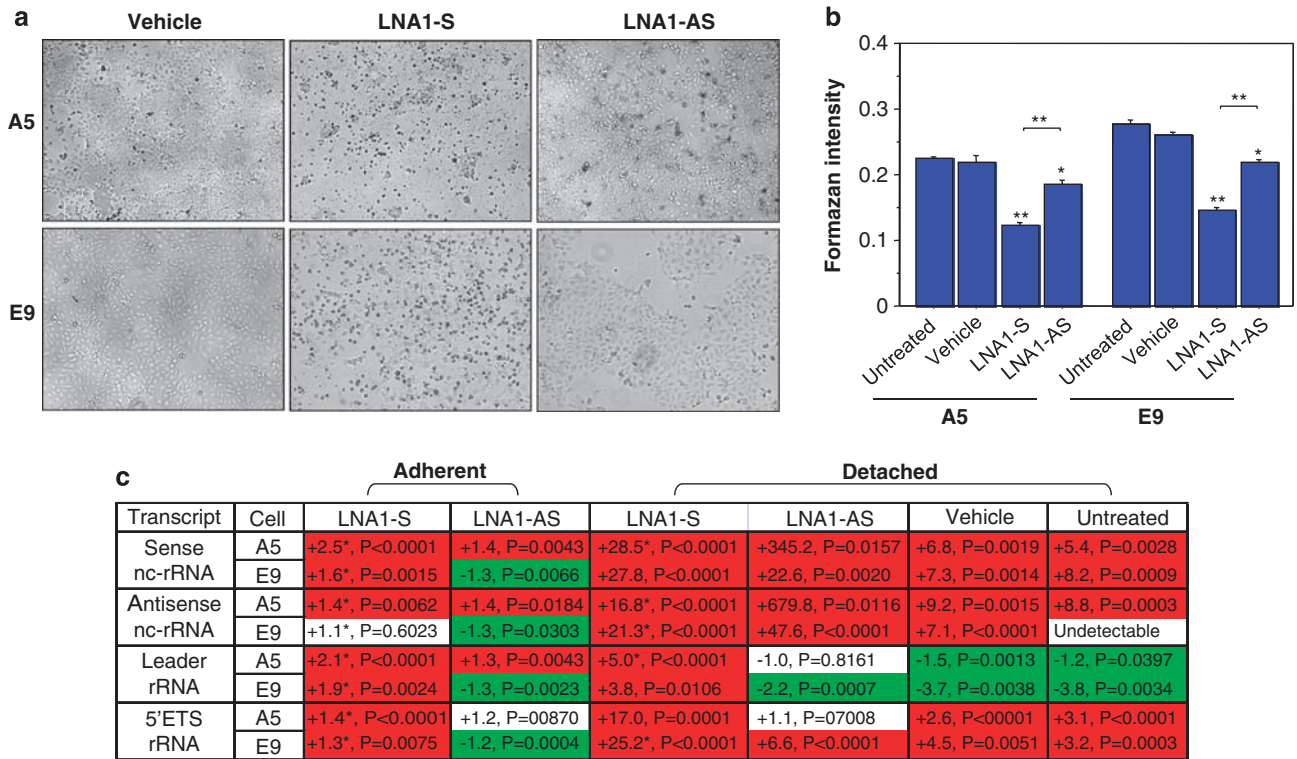 a
Vehicle LNA1-S LNA1-AS
A5
E9
b
Formazan intensity
0.4
0.3
0.2
0.1
0
** * ** ** * **
Untreated Vehicle LNA1-S LNA1-AS Untreated Vehicle LNA1-S LNA1-AS
A5 E9
c
Adherent Detached
Transcript Cell LNA1-S LNA1-AS LNA1-S LNA1-AS Vehicle Untreated
Sense nc-rRNA A5 +2.5*, P<0.0001 +1.4, P=0.0043 +28.5*, P<0.0001 +345.2, P=0.0157 +6.8, P=0.0019 +5.4, P=0.0028
E9 +1.6*, P=0.0015 -1.3, P=0.0066 +27.8, P<0.0001 +22.6, P=0.0020 +7.3, P=0.0014 +8.2, P=0.0009
Antisense nc-rRNA A5 +1.4*, P=0.0062 +1.4, P=0.0184 +16.8*, P<0.0001 +679.8, P=0.0116 +9.2, P=0.0015 +8.8, P=0.0003
E9 +1.1*, P=0.6023 -1.3, P=0.0303 +21.3*, P<0.0001 +47.6, P<0.0001 +7.1, P<0.0001 Undetectable
Leader rRNA A5 +2.1*, P<0.0001 +1.3, P=0.0043 +5.0*, P<0.0001 -1.0, P=0.8161 -1.5, P=0.0013 -1.2, P=0.0397
E9 +1.9*, P=0.0024 -1.3, P=0.0023 +3.8, P=0.0106 -2.2, P=0.0007 -3.7, P=0.0038 -3.8, P=0.0034
5'ETS rRNA A5 +1.4*, P<0.0001 +1.2, P=00870 +17.0, P=0.0001 +1.1, P=07008 +2.6, P<00001 +3.1, P<0.0001
E9 +1.3*, P=0.0075 -1.2, P=0.0004 +25.2*, P<0.0001 +6.6, P<0.0001 +4.5, P=0.0051 +3.2, P=0.0003